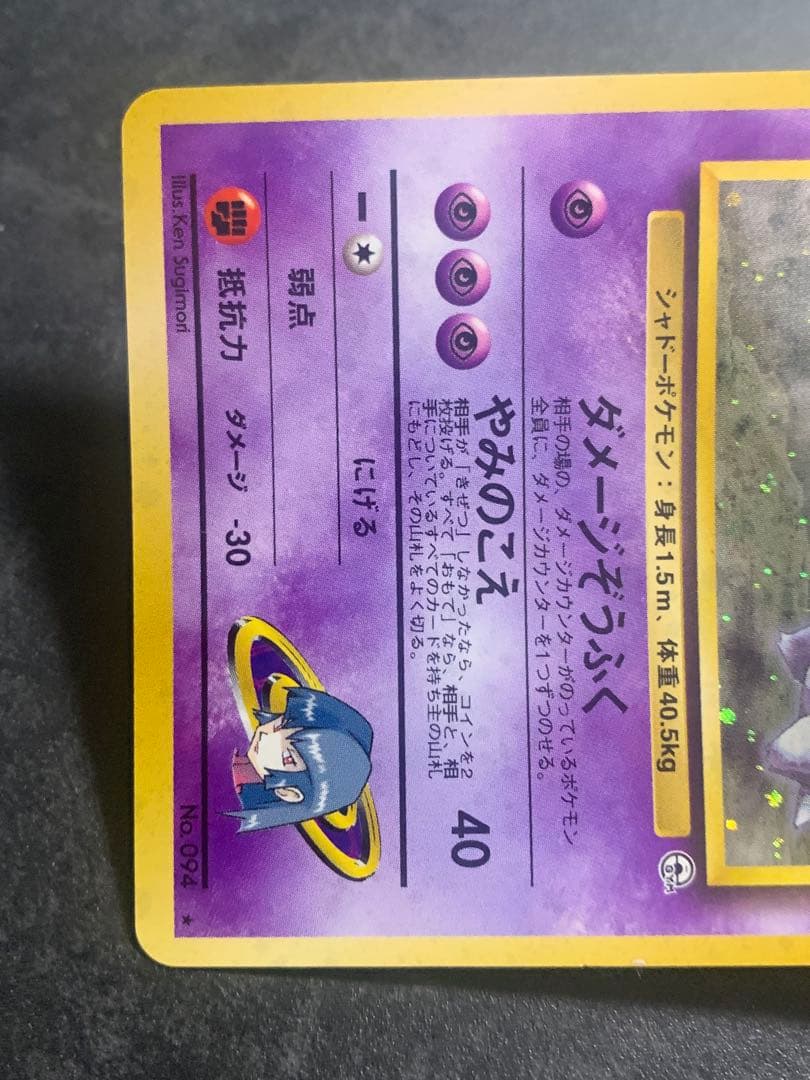 シャドーポケモン：身長1.5m、体重40.5kg
GYM
ダメージぞうふく
相手の場の、ダメージカウンターがのっているポケモン
全員に、ダメージカウンターを1つずつのせる。
やみのこえ 40
相手が「きぜつ」しなかったなら、コインを2
枚投げる。すべて「おもて」なら、相手と、相
手についているすべてのカードを持ち主の山札
にもどし、その山札をよく切る。
にげる
弱点
抵抗力 ダメージ -30
Illus.Ken Sugimori
No.094 ★